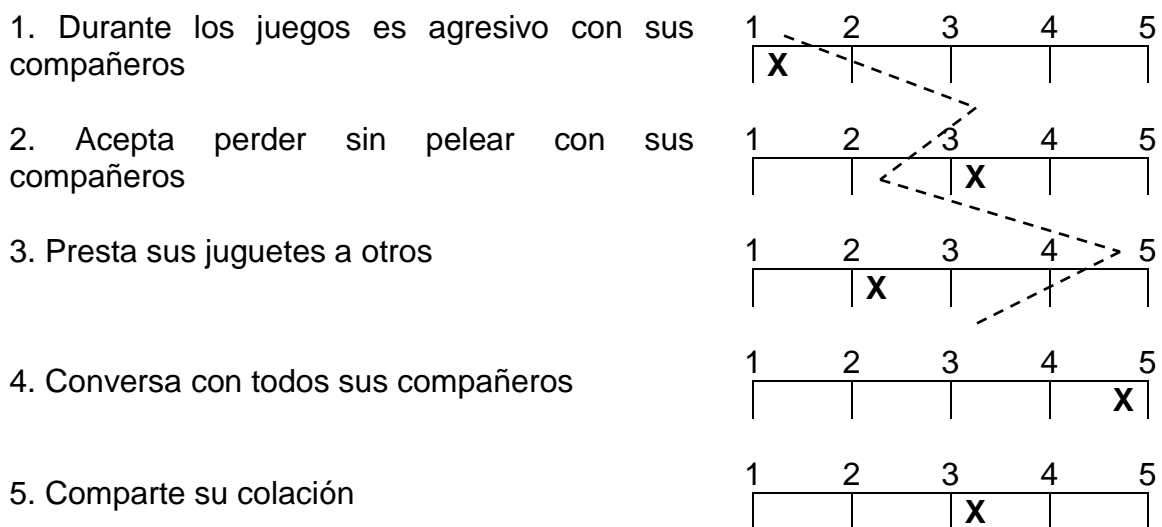 1. Durante los juegos es agresivo con sus
compañeros
1 2 3 4 5
X
2. Acepta perder sin pelear con sus
compañeros
1 2 3 4 5
X
3. Presta sus juguetes a otros
1 2 3 4 5
X
4. Conversa con todos sus compañeros
1 2 3 4 5
X
5. Comparte su colación
1 2 3 4 5
X